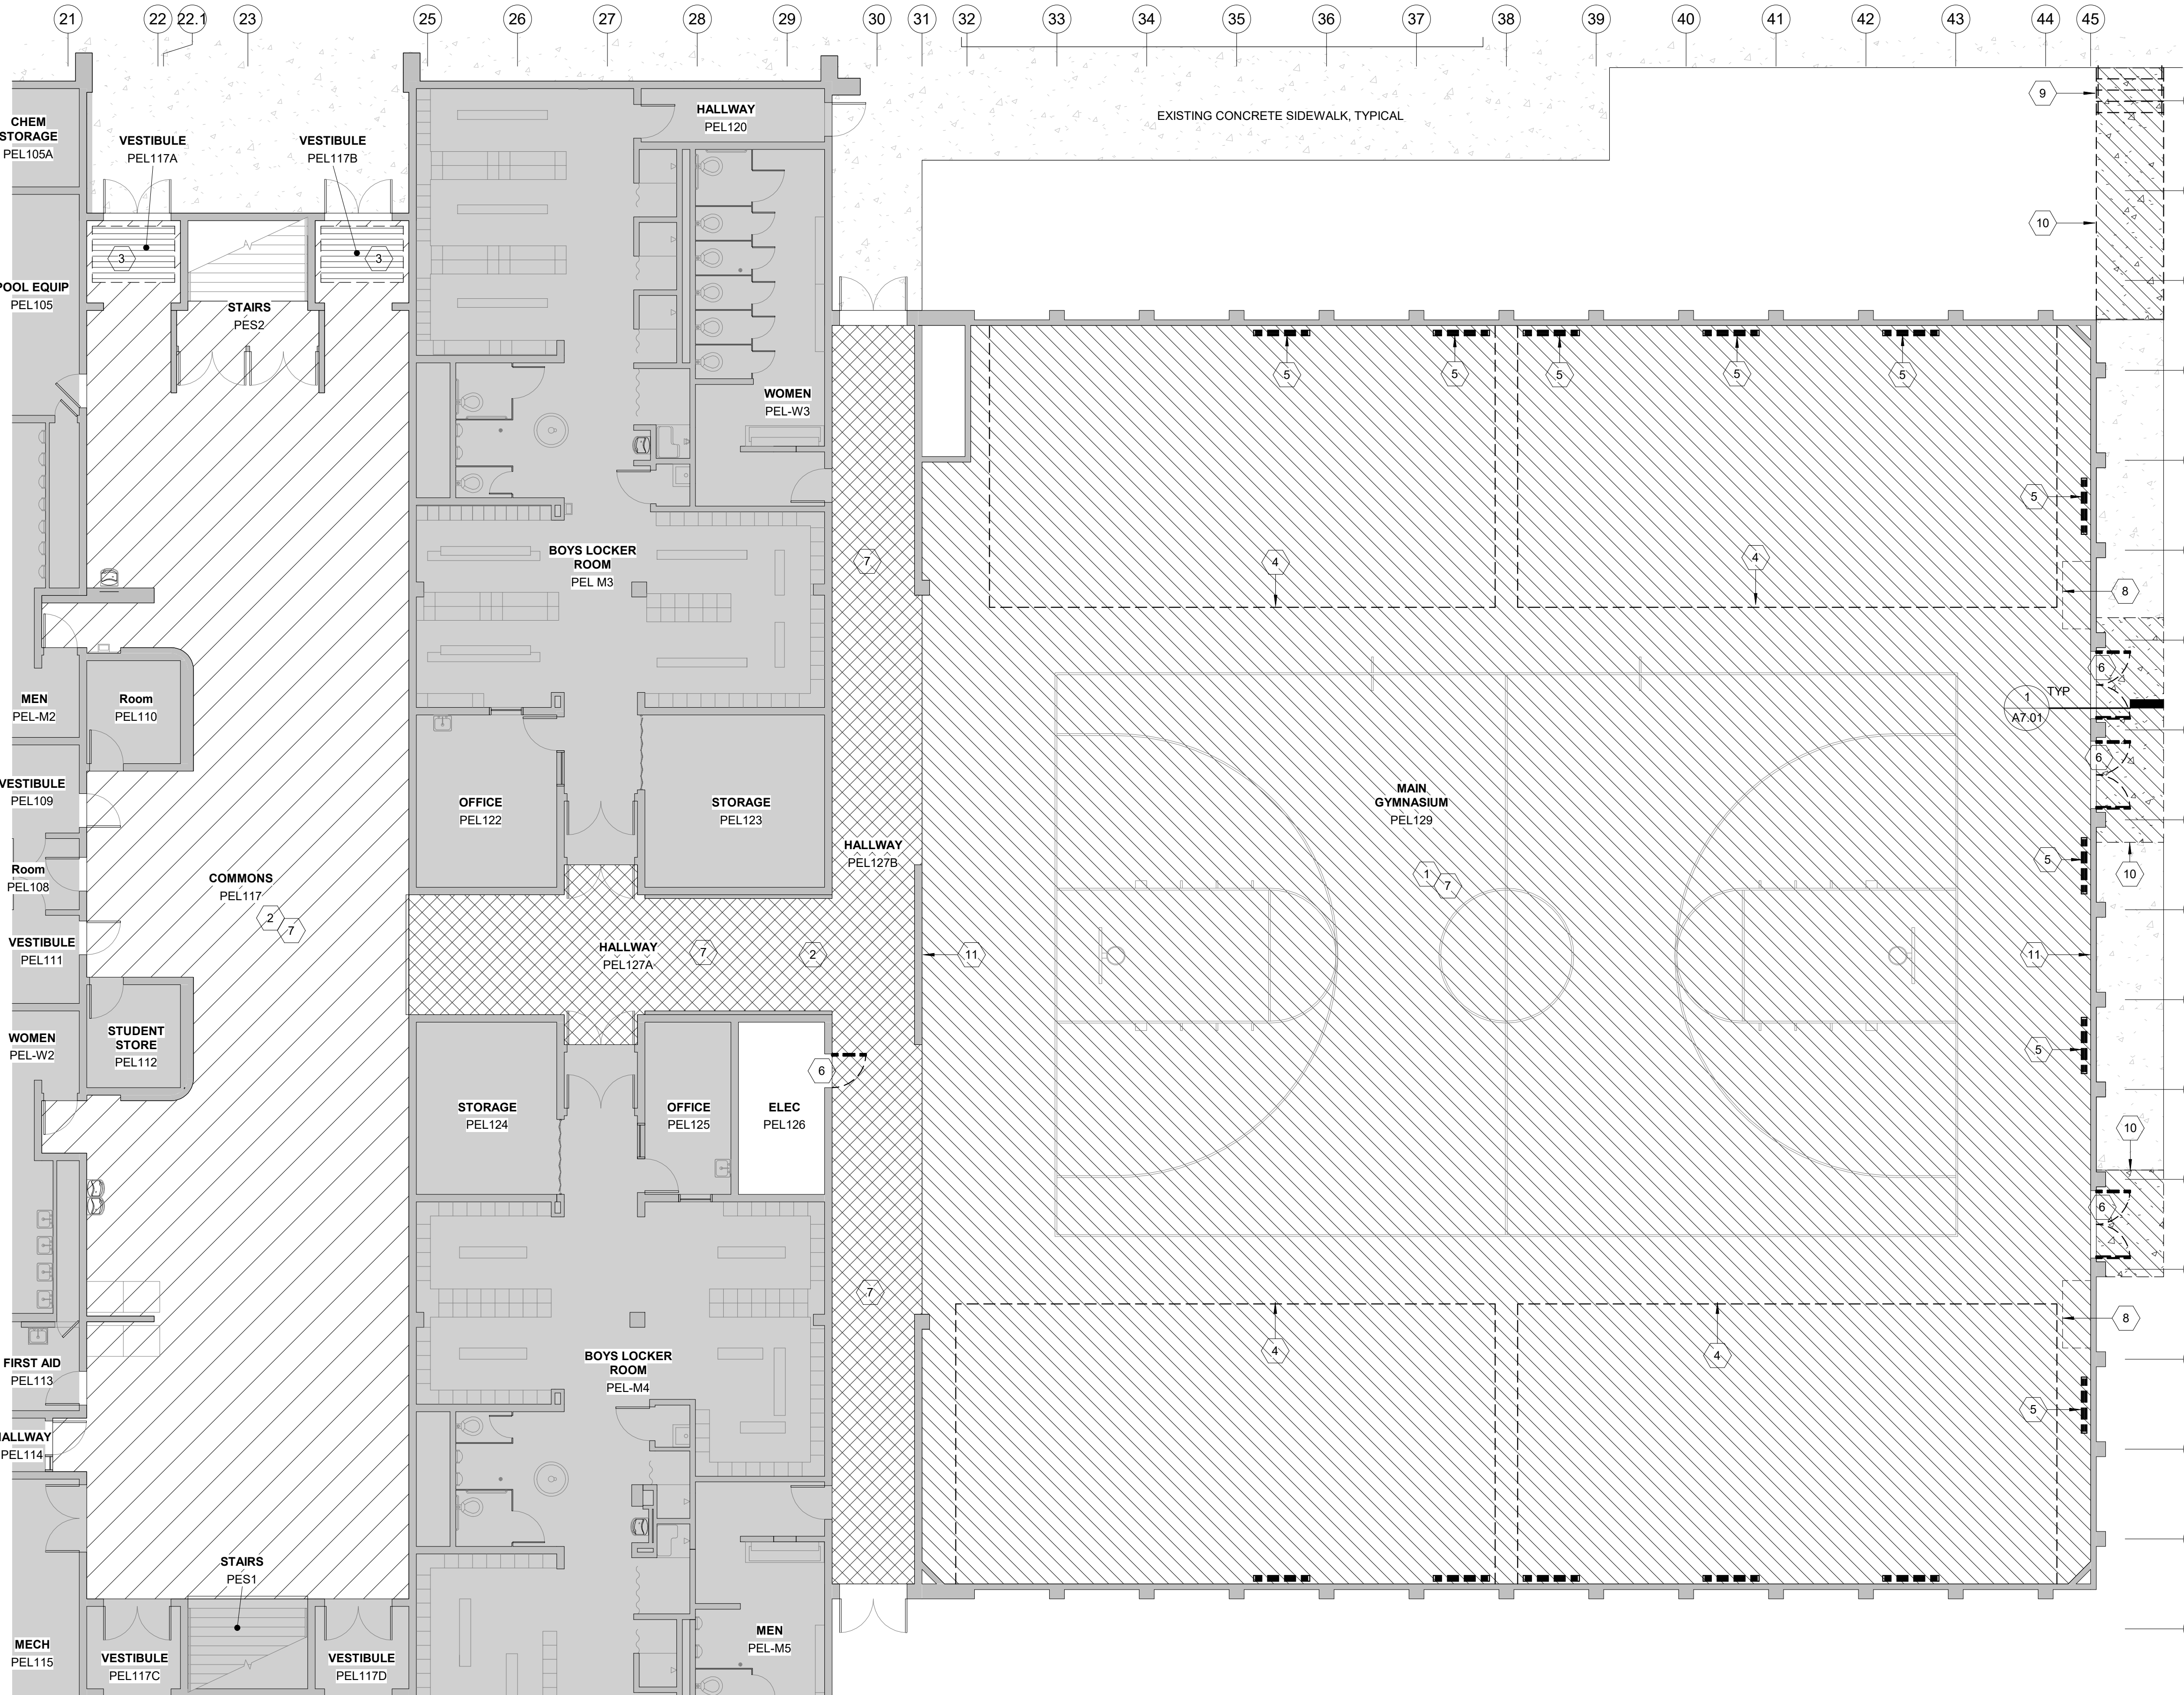 21
22
22.1
23
25
26
27
28
29
30
31
32
33
34
35
36
37
38
39
40
41
42
43
44
45
CHEM
STORAGE
PEL105A
VESTIBULE
PEL117A
VESTIBULE
PEL117B
HALLWAY
PEL120
EXISTING CONCRETE SIDEWALK, TYPICAL
9
10
3
3
POOL EQUIP
PEL105
STAIRS
PES2
5
5
5
5
5
WOMEN
PEL-W3
5
BOYS LOCKER
ROOM
PEL M3
7
4
4
8
6
MEN
PEL-M2
Room
PEL110
1
A7.01
TYP
6
VESTIBULE
PEL109
OFFICE
PEL122
STORAGE
PEL123
MAIN
GYMNASIUM
PEL129
1
7
HALLWAY
PEL127B
5
10
Room
PEL108
COMMONS
PEL117
2
7
VESTIBULE
PEL111
HALLWAY
PEL127A
7
2
11
11
STUDENT
STORE
PEL112
WOMEN
PEL-W2
6
5
STORAGE
PEL124
OFFICE
PEL125
ELEC
PEL126
10
6
7
8
4
4
FIRST AID
PEL113
BOYS LOCKER
ROOM
PEL-M4
5
HALLWAY
PEL114
STAIRS
PES1
MECH
PEL115
VESTIBULE
PEL117C
VESTIBULE
PEL117D
MEN
PEL-M5